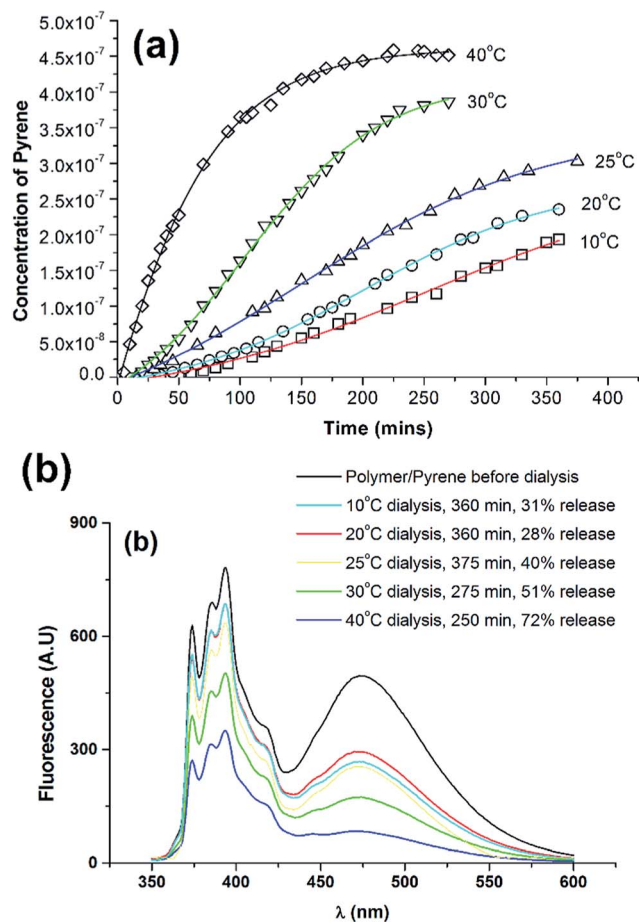 (a)
Concentration of Pyrene
5.0x10⁻⁷
4.5x10⁻⁷
4.0x10⁻⁷
3.5x10⁻⁷
3.0x10⁻⁷
2.5x10⁻⁷
2.0x10⁻⁷
1.5x10⁻⁷
1.0x10⁻⁷
5.0x10⁻⁸
0.0
40°C
30°C
25°C
20°C
10°C
0 50 100 150 200 250 300 350 400
Time (mins)
(b)
(b)
Polymer/Pyrene before dialysis
10°C dialysis, 360 min, 31% release
20°C dialysis, 360 min, 28% release
25°C dialysis, 375 min, 40% release
30°C dialysis, 275 min, 51% release
40°C dialysis, 250 min, 72% release
Fluorescence (A.U)
900
600
300
0
350 400 450 500 550 600
λ (nm)